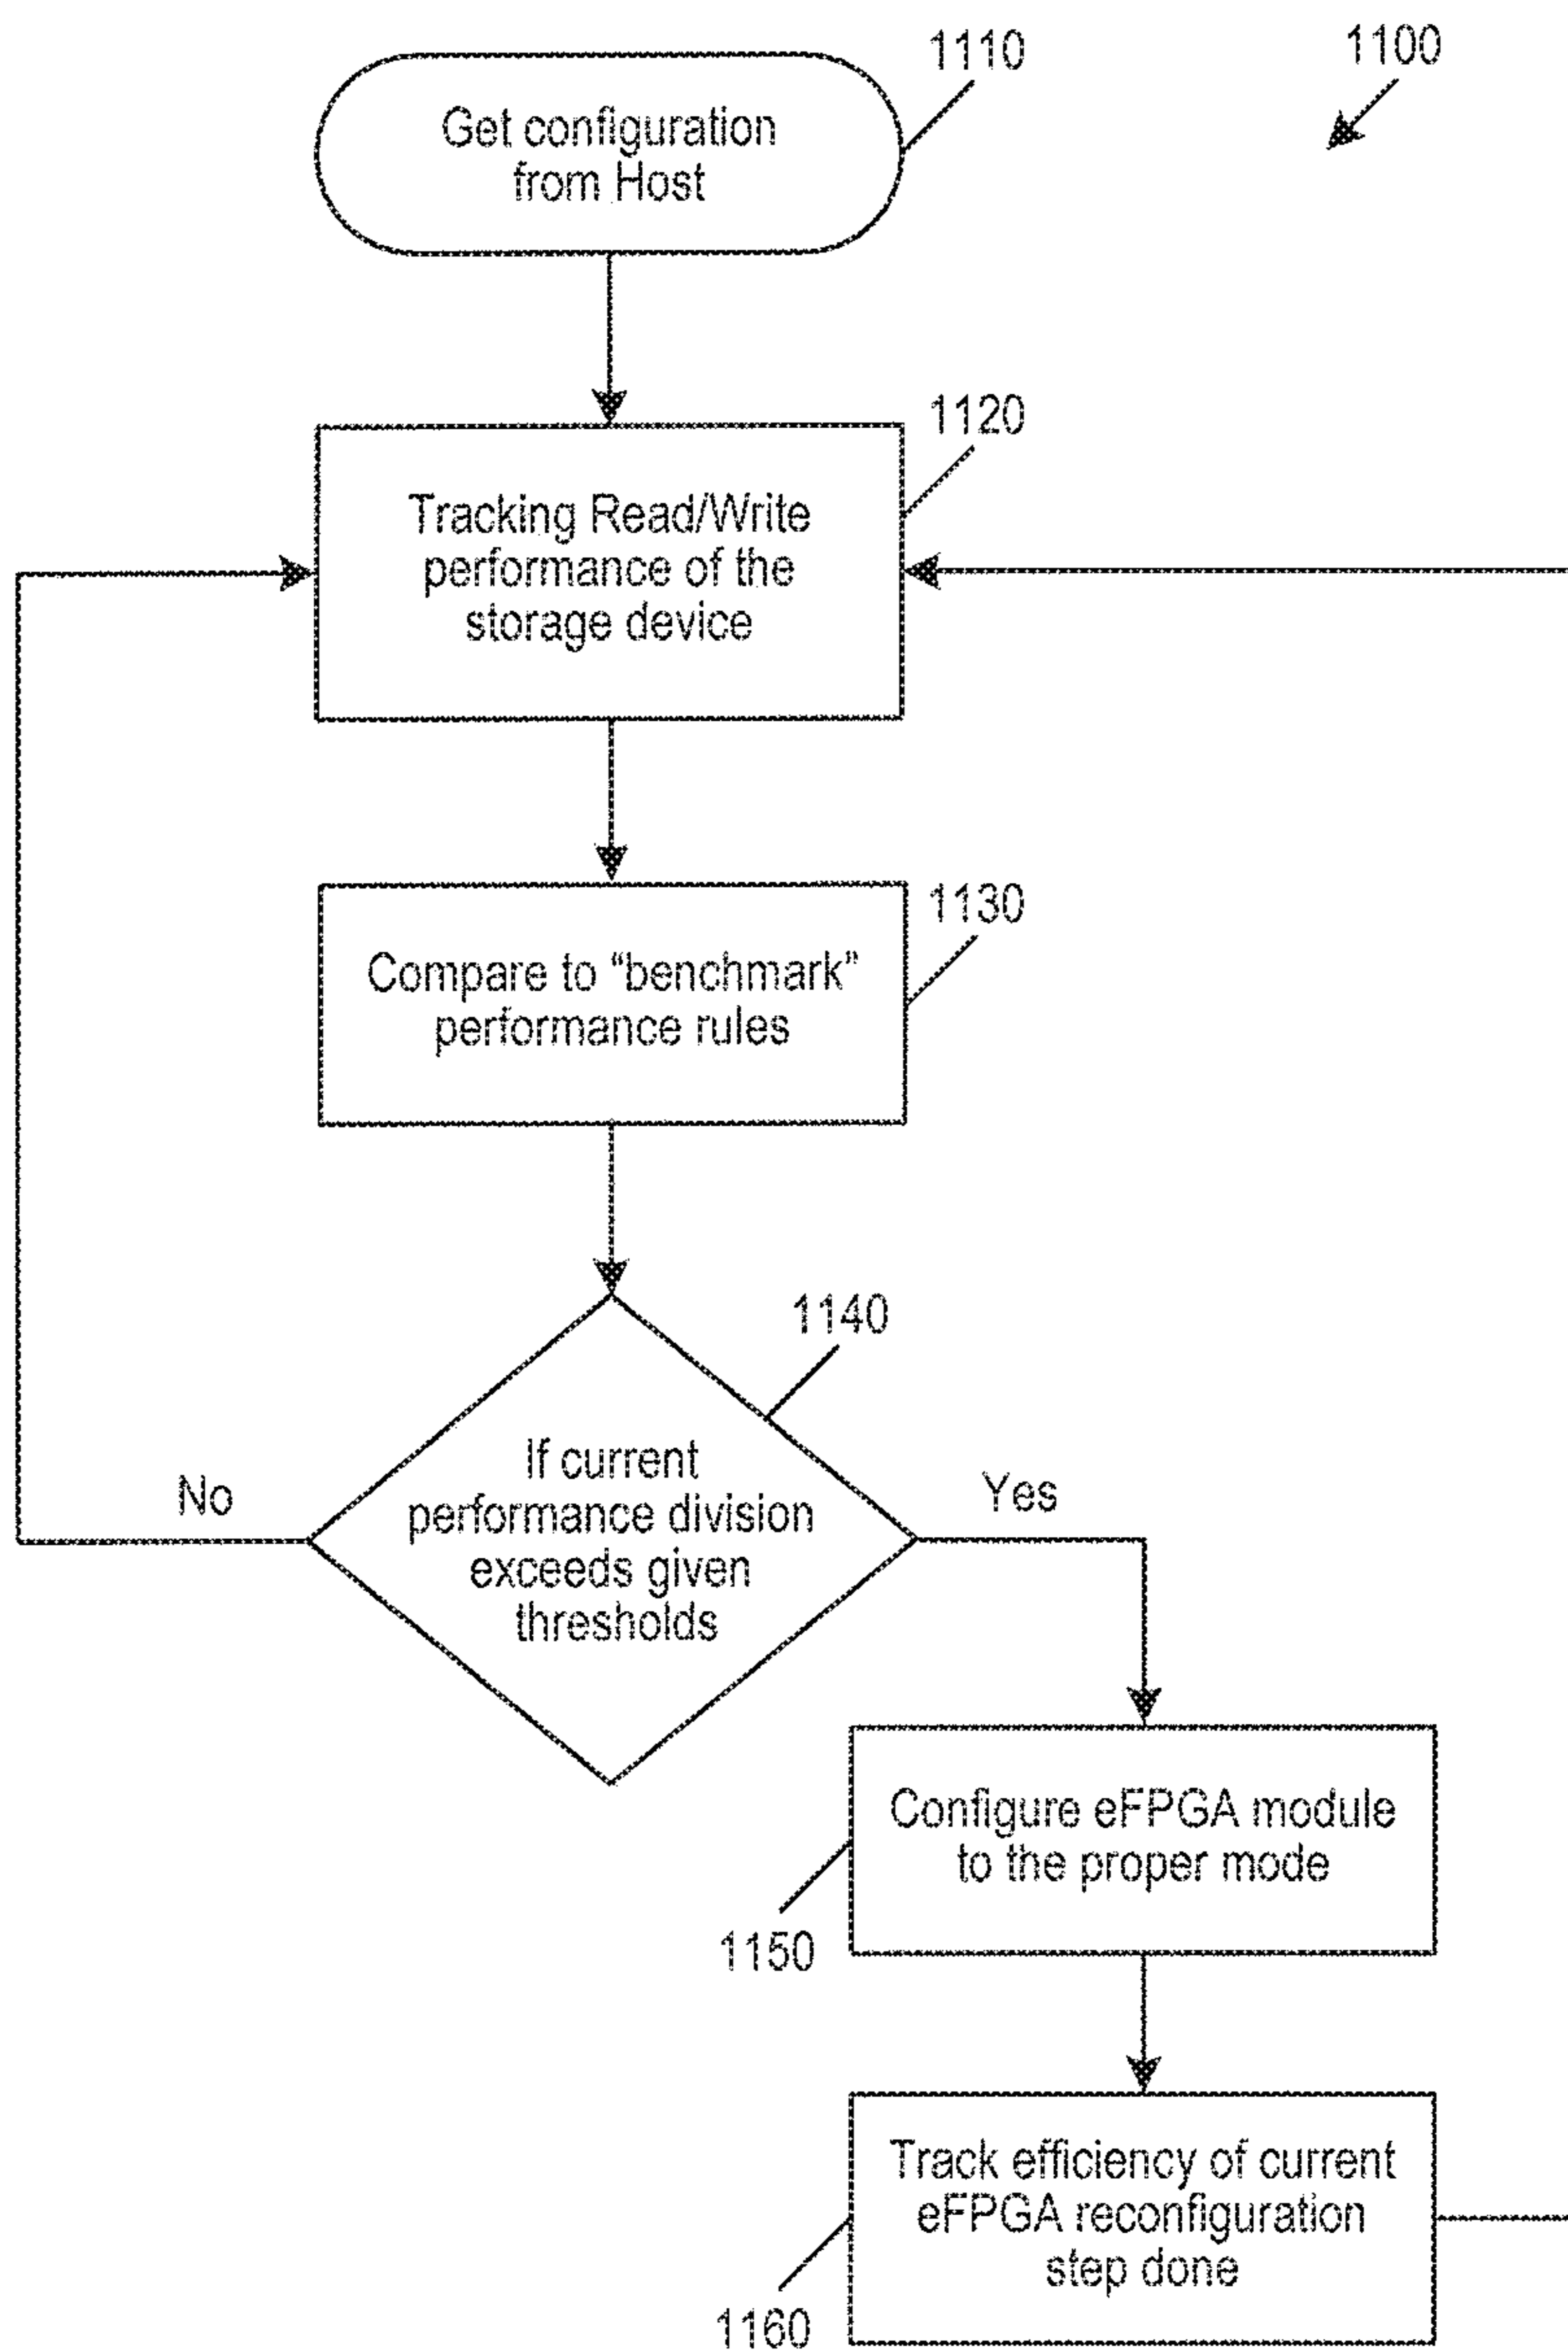 1110
1100
Get configuration
from Host
1120
Tracking Read/Write
performance of the
storage device
1130
Compare to “benchmark”
performance rules
1140
If current
performance division
exceeds given
thresholds
No
Yes
Configure eFPGA module
to the proper mode
1150
Track efficiency of current
eFPGA reconfiguration
step done
1160